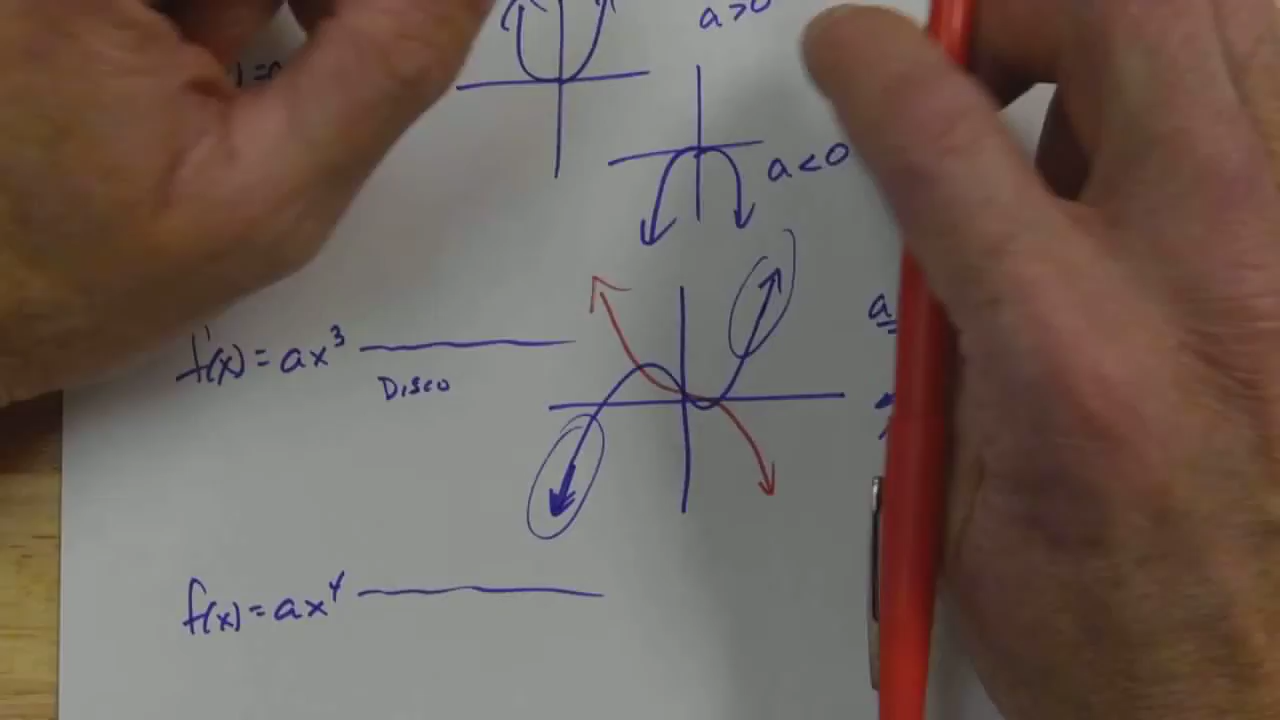 a>0
a<0
f(x) = ax³
Disco
a
f(x) = ax⁴